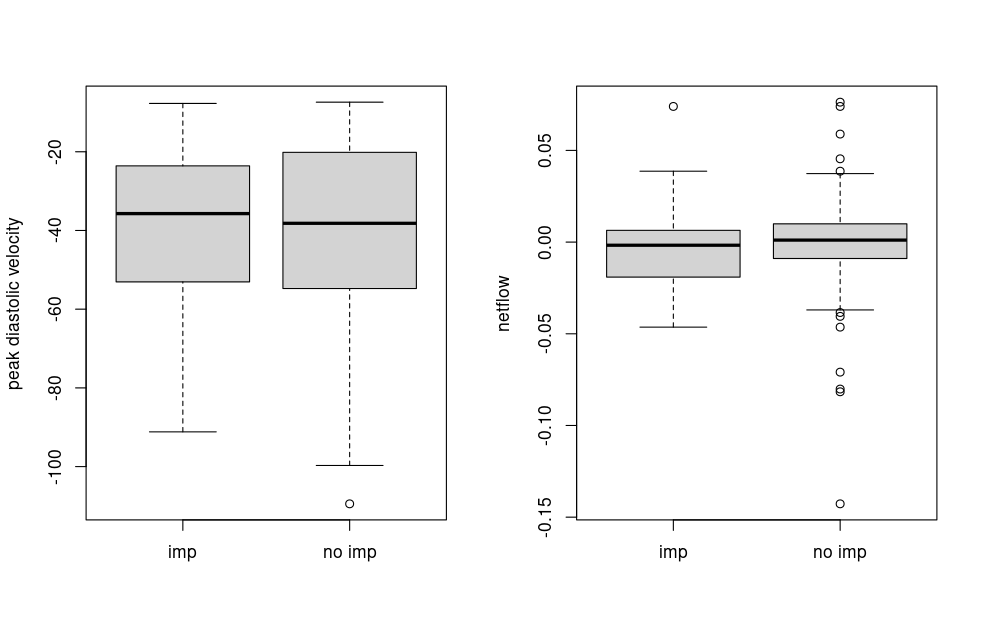 peak diastolic velocity
-20
-40
-60
-80
-100
imp
no imp
netflow
0.05
0.00
-0.05
-0.10
-0.15
imp
no imp